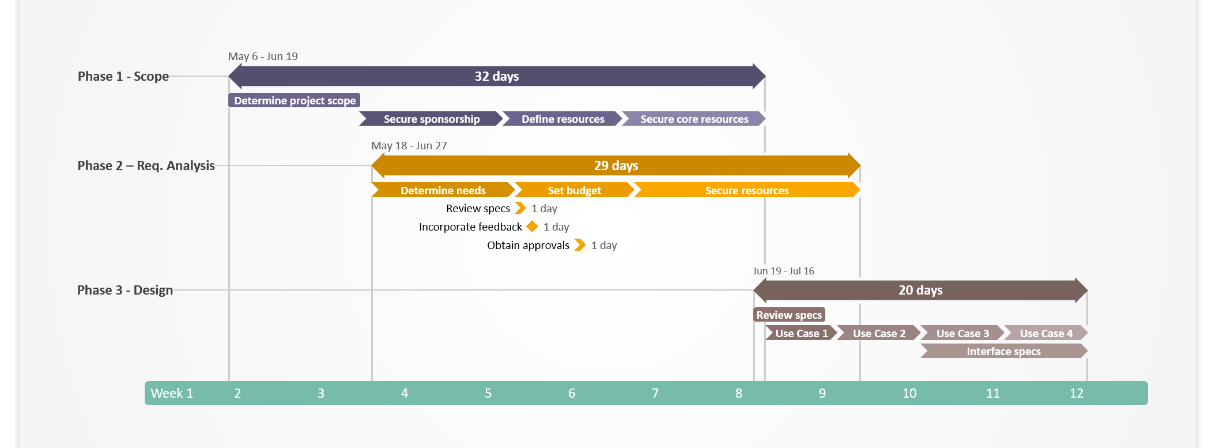 May 6 - Jun 19
Phase 1 - Scope
32 days
Determine project scope
Secure sponsorship
Define resources
Secure core resources
May 18 - Jun 27
Phase 2 – Req. Analysis
29 days
Determine needs
Set budget
Secure resources
Review specs 1 day
Incorporate feedback 1 day
Obtain approvals 1 day
Jun 19 - Jul 16
Phase 3 - Design
20 days
Review specs
Use Case 1
Use Case 2
Use Case 3
Use Case 4
Interface specs
Week 1 2 3 4 5 6 7 8 9 10 11 12